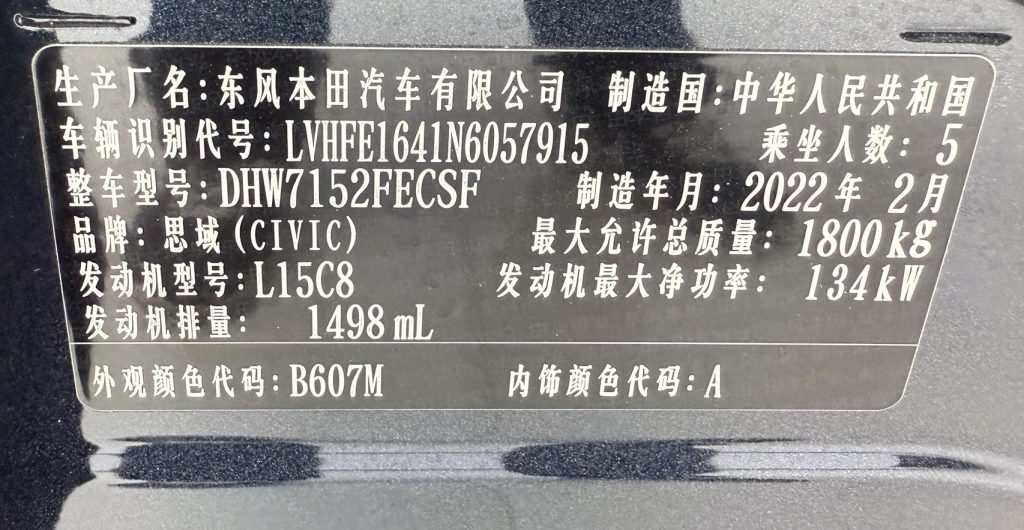 生产厂名:东风本田汽车有限公司 制造国:中华人民共和国
车辆识别代号:LVHFE1641N6057915 乘坐人数: 5
整车型号:DHW7152FECSF 制造年月:2022年 2月
品牌:思域(CIVIC) 最大允许总质量: 1800kg
发动机型号:L15C8 发动机最大净功率: 134kW
发动机排量: 1498mL
外观颜色代码:B607M 内饰颜色代码:A